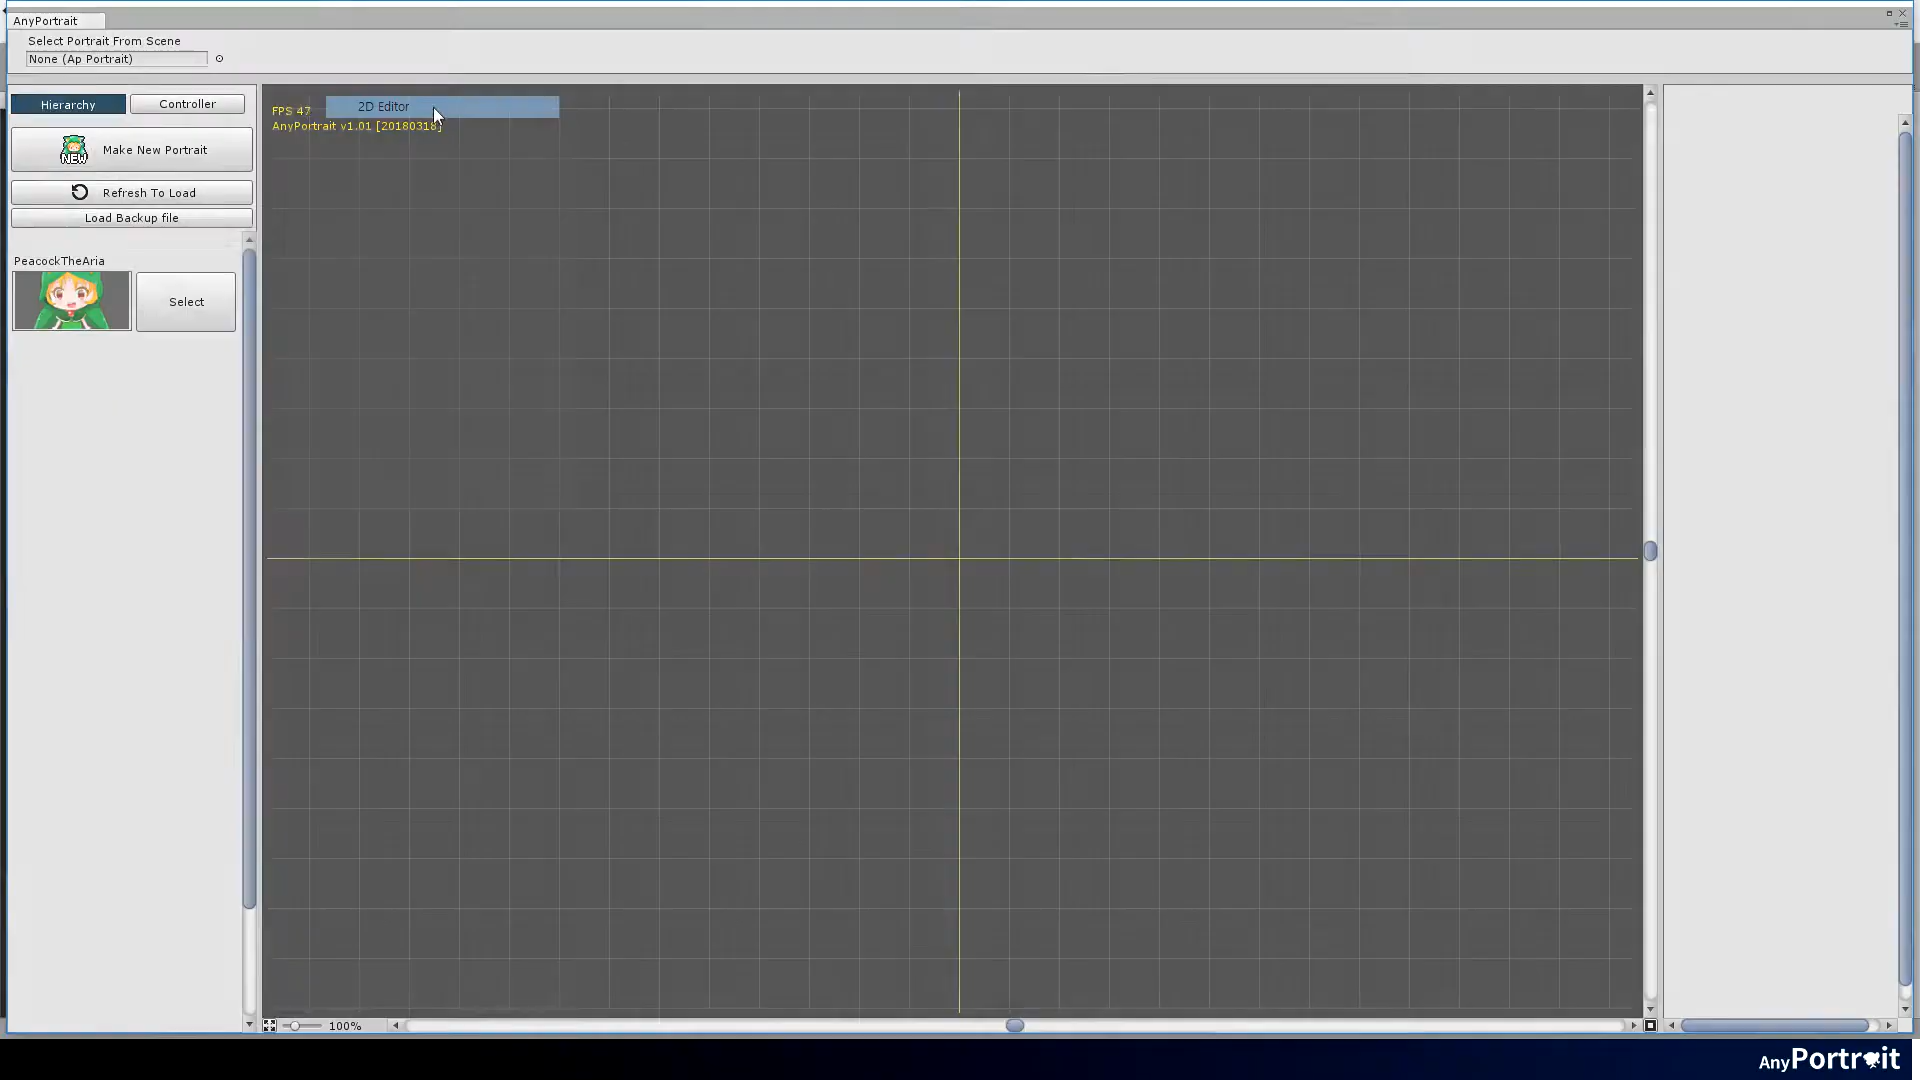 AnyPortrait
Select Portrait From Scene
None (Ap Portrait)
Hierarchy
Controller
NEW
Make New Portrait
Refresh To Load
Load Backup file
PeacockTheAria
Select
FPS 47
2D Editor
AnyPortrait v1.01 [20180318]
100%
AnyPortrait